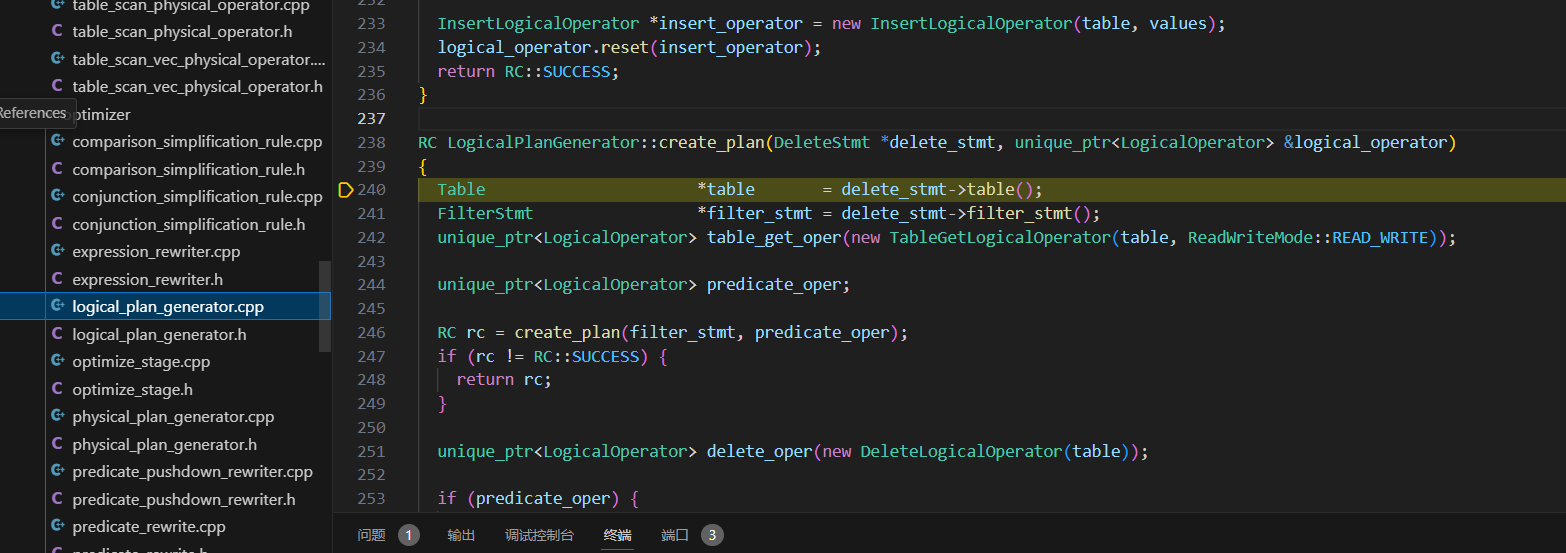 table_scan_physical_operator.cpp
table_scan_physical_operator.h
table_scan_vec_physical_operator....
table_scan_vec_physical_operator.h
References
optimizer
comparison_simplification_rule.cpp
comparison_simplification_rule.h
conjunction_simplification_rule.cpp
conjunction_simplification_rule.h
expression_rewriter.cpp
expression_rewriter.h
logical_plan_generator.cpp
logical_plan_generator.h
optimize_stage.cpp
optimize_stage.h
physical_plan_generator.cpp
physical_plan_generator.h
predicate_pushdown_rewriter.cpp
predicate_pushdown_rewriter.h
predicate_rewrite.cpp
predicate_rewrite.h
232
233 InsertLogicalOperator *insert_operator = new InsertLogicalOperator(table, values);
234 logical_operator.reset(insert_operator);
235 return RC::SUCCESS;
236 }
237
238 RC LogicalPlanGenerator::create_plan(DeleteStmt *delete_stmt, unique_ptr<LogicalOperator> &logical_operator)
239 {
240 Table *table = delete_stmt->table();
241 FilterStmt *filter_stmt = delete_stmt->filter_stmt();
242 unique_ptr<LogicalOperator> table_get_oper(new TableGetLogicalOperator(table, ReadWriteMode::READ_WRITE));
243
244 unique_ptr<LogicalOperator> predicate_oper;
245
246 RC rc = create_plan(filter_stmt, predicate_oper);
247 if (rc != RC::SUCCESS) {
248 return rc;
249 }
250
251 unique_ptr<LogicalOperator> delete_oper(new DeleteLogicalOperator(table));
252
253 if (predicate_oper) {
问题 1 输出 调试控制台 终端 端口 3